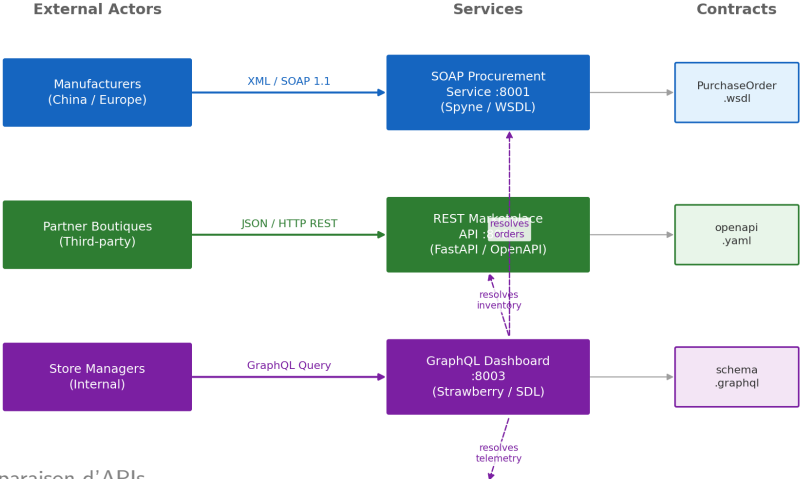 External Actors
Services
Contracts
Manufacturers
(China / Europe)
XML / SOAP 1.1
SOAP Procurement
Service :8001
(Spyne / WSDL)
PurchaseOrder
.wsdl
Partner Boutiques
(Third-party)
JSON / HTTP REST
REST Marketplace
API
(FastAPI / OpenAPI)
resolves
orders
openapi
.yaml
resolves
inventory
Store Managers
(Internal)
GraphQL Query
GraphQL Dashboard
:8003
(Strawberry / SDL)
schema
.graphql
resolves
telemetry
d'APIs